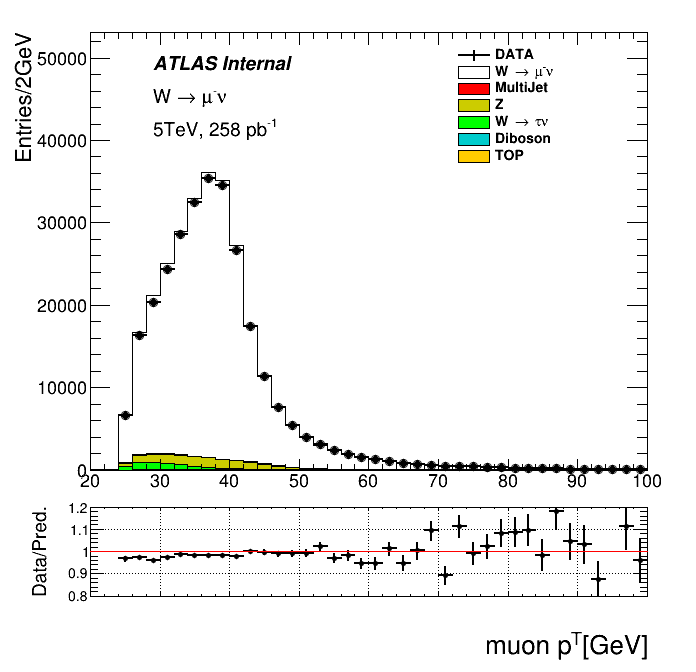 Entries/2GeV
50000
40000
30000
20000
10000
0
ATLAS Internal
W → μ⁻ν
5TeV, 258 pb⁻¹
DATA
W → μ⁻ν
MultiJet
Z
W → τν
Diboson
TOP
20 30 40 50 60 70 80 90 100
Data/Pred.
1.2
1.1
1
0.9
0.8
muon pᵀ[GeV]